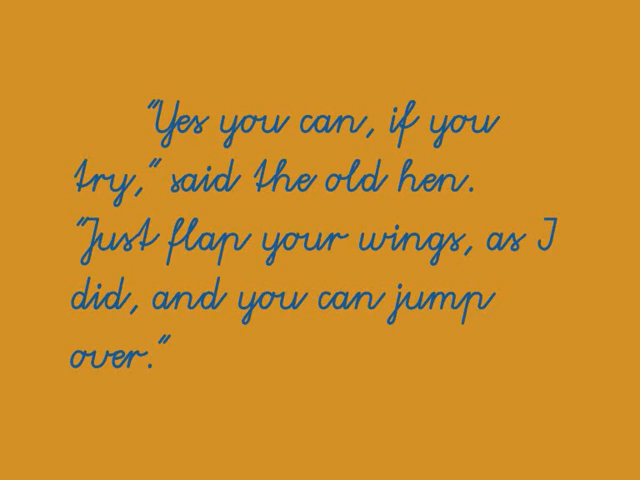 "Yes you can, if you
try," said the old hen.
"Just flap your wings, as I
did, and you can jump
over."